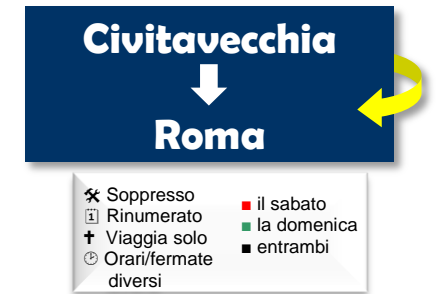 Civitavecchia
Roma
🛠 Soppresso
🗓 Rinumerato
✝ Viaggia solo
🕑 Orari/fermate
diversi
■ il sabato
■ la domenica
■ entrambi